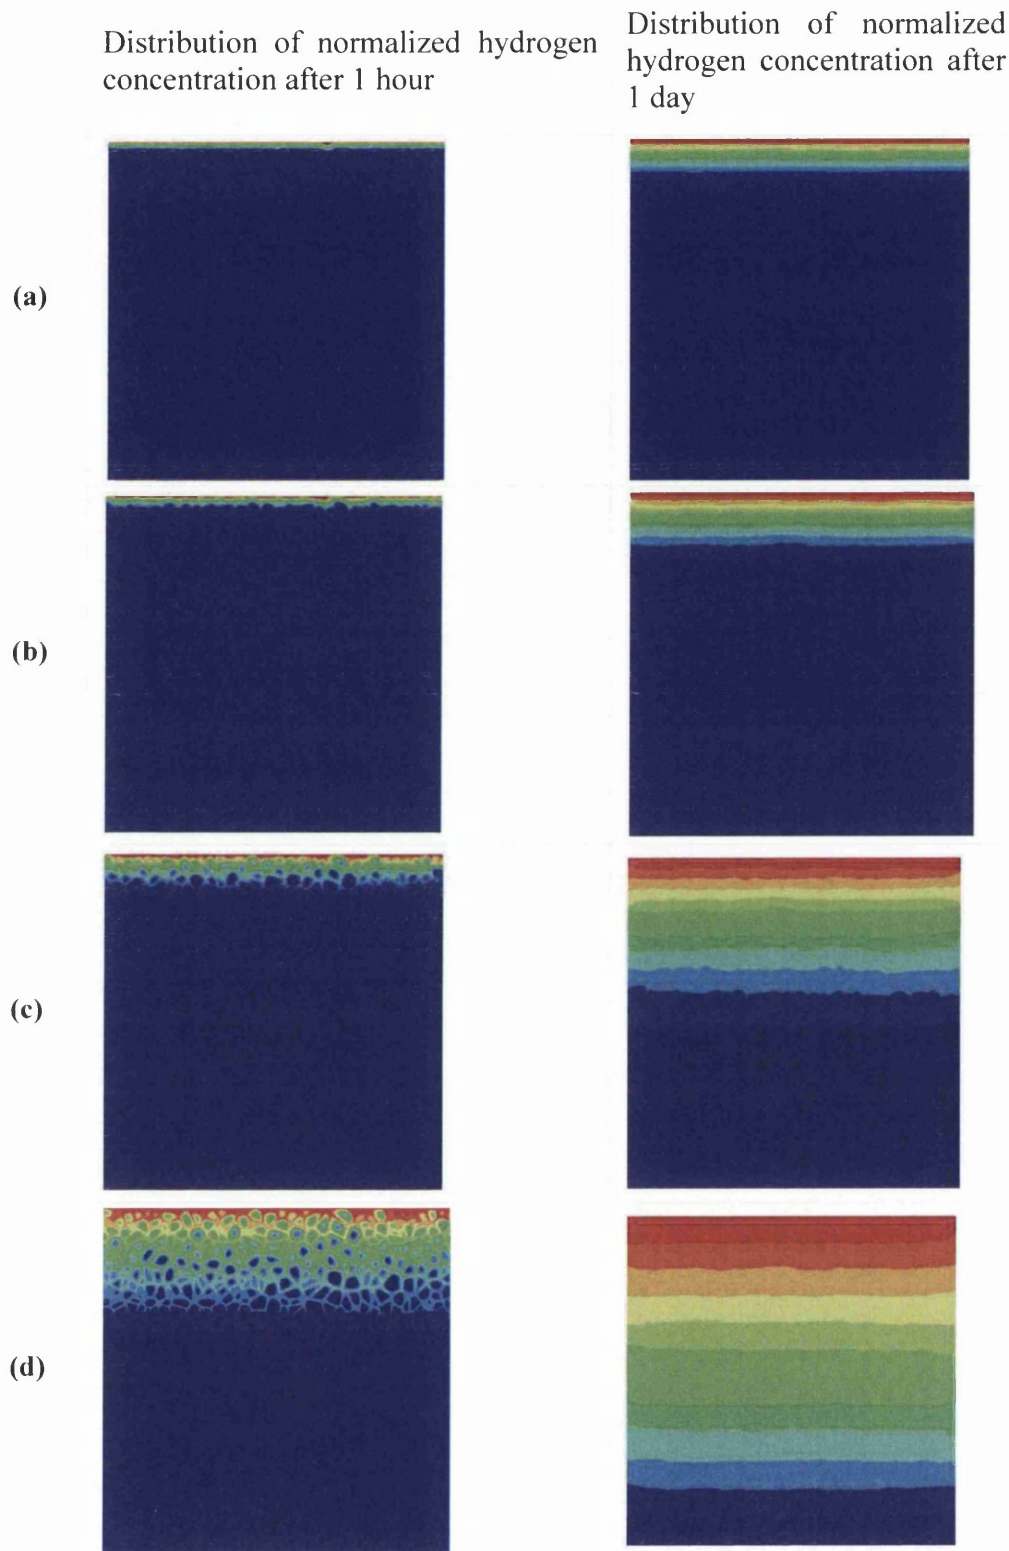 Distribution of normalized hydrogen
concentration after 1 hour
Distribution of normalized
hydrogen concentration after
1 day
(a)
(b)
(c)
(d)